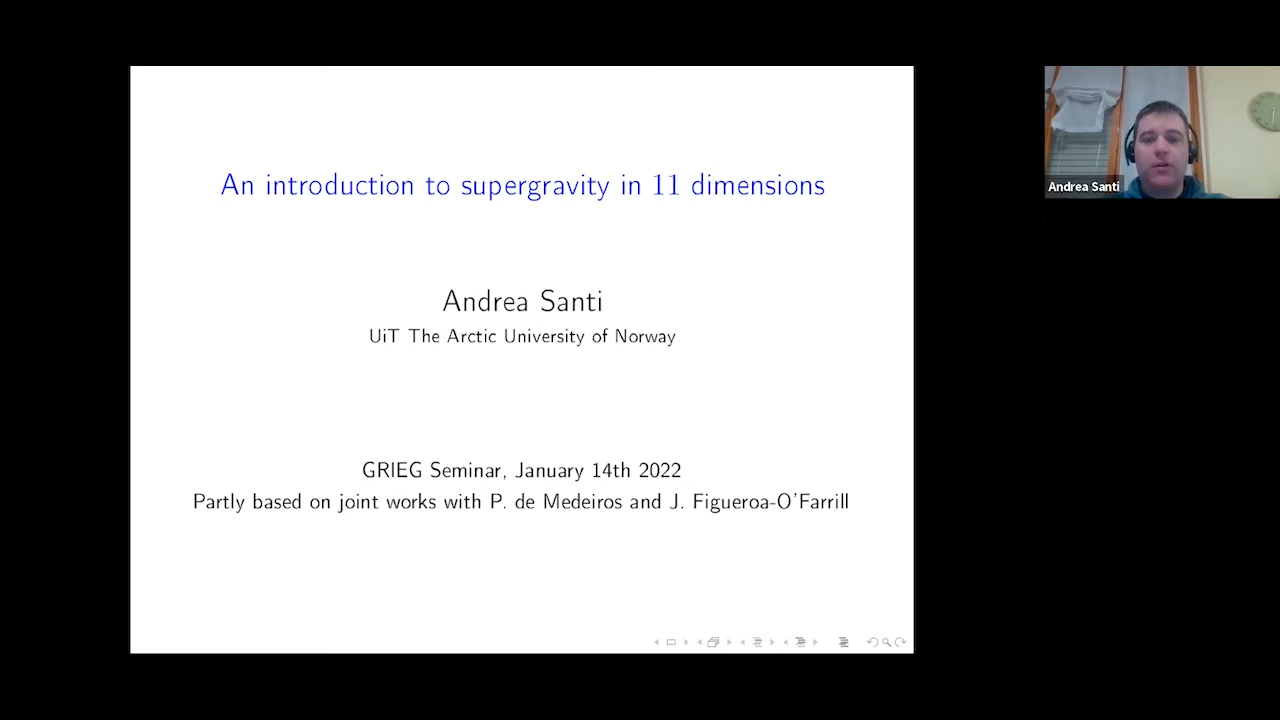 An introduction to supergravity in 11 dimensions
Andrea Santi
UiT The Arctic University of Norway
GRIEG Seminar, January 14th 2022
Partly based on joint works with P. de Medeiros and J. Figueroa-O'Farrill
Andrea Santi